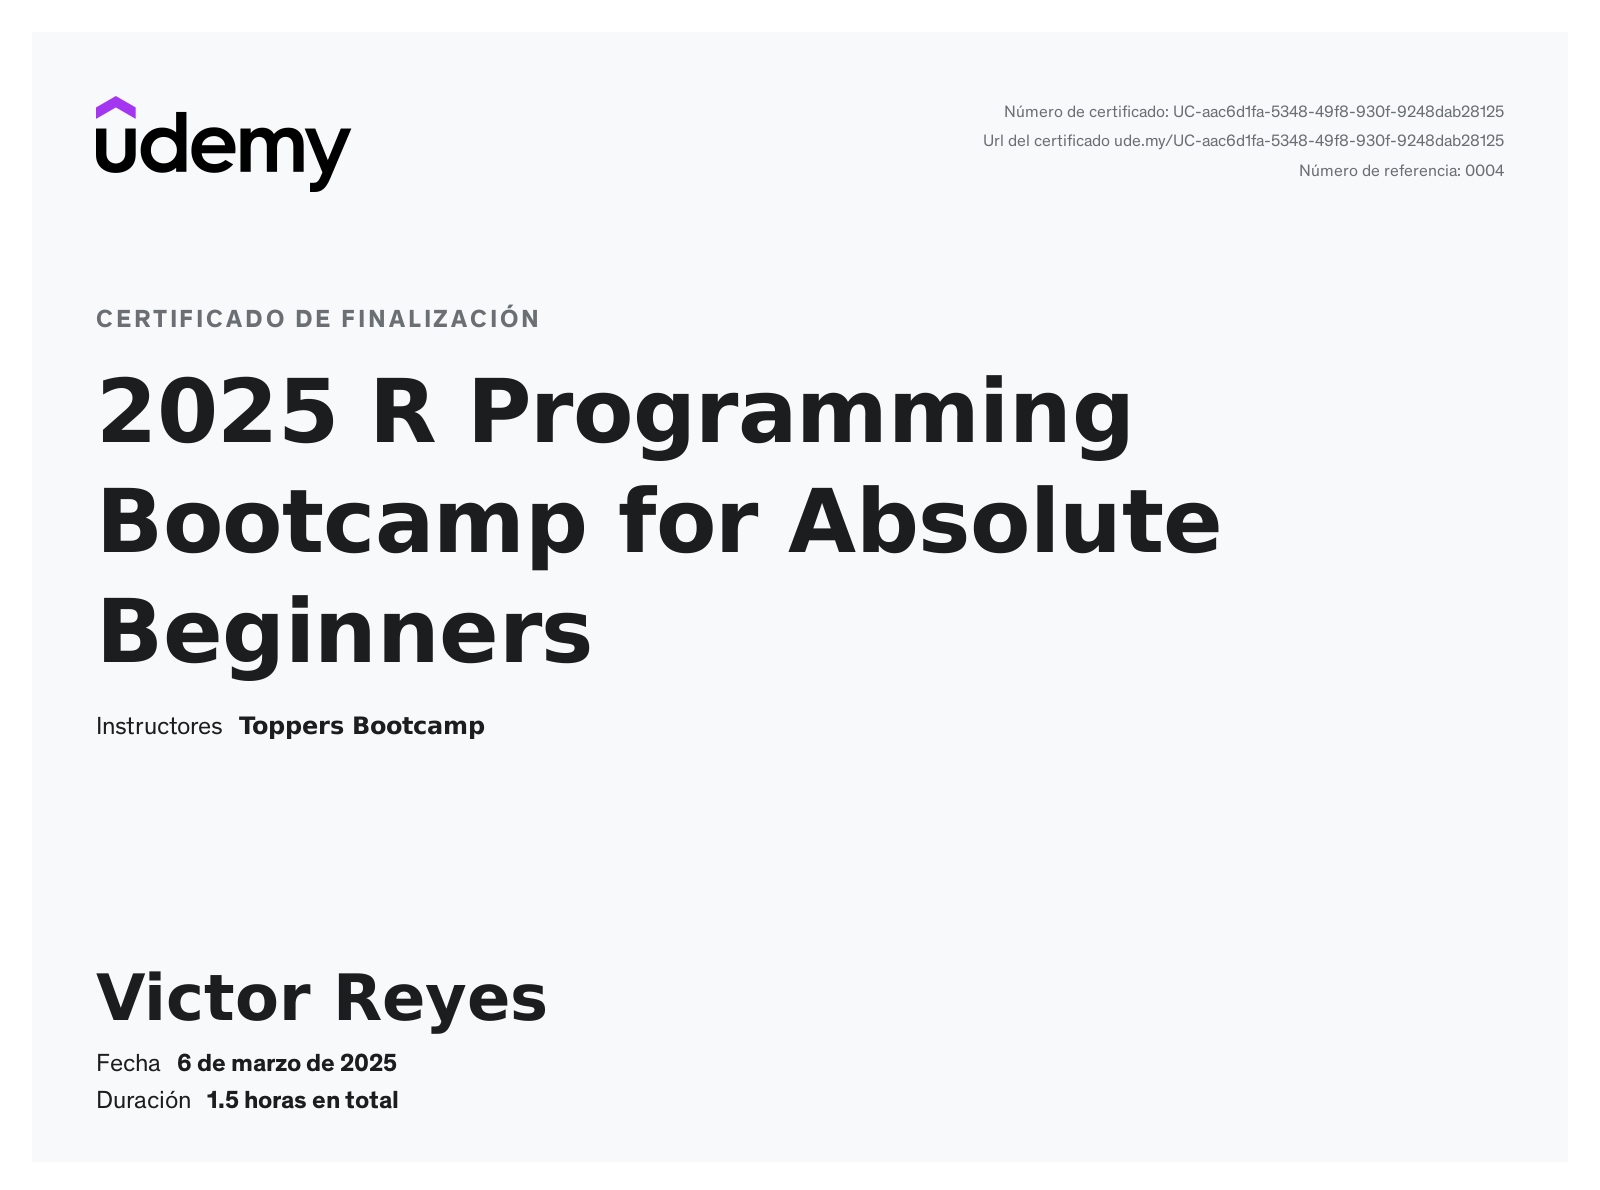 udemy
Número de certificado: UC-aac6d1fa-5348-49f8-930f-9248dab28125
Url del certificado ude.my/UC-aac6d1fa-5348-49f8-930f-9248dab28125
Número de referencia: 0004
CERTIFICADO DE FINALIZACIÓN
2025 R Programming
Bootcamp for Absolute
Beginners
Instructores Toppers Bootcamp
Victor Reyes
Fecha 6 de marzo de 2025
Duración 1.5 horas en total